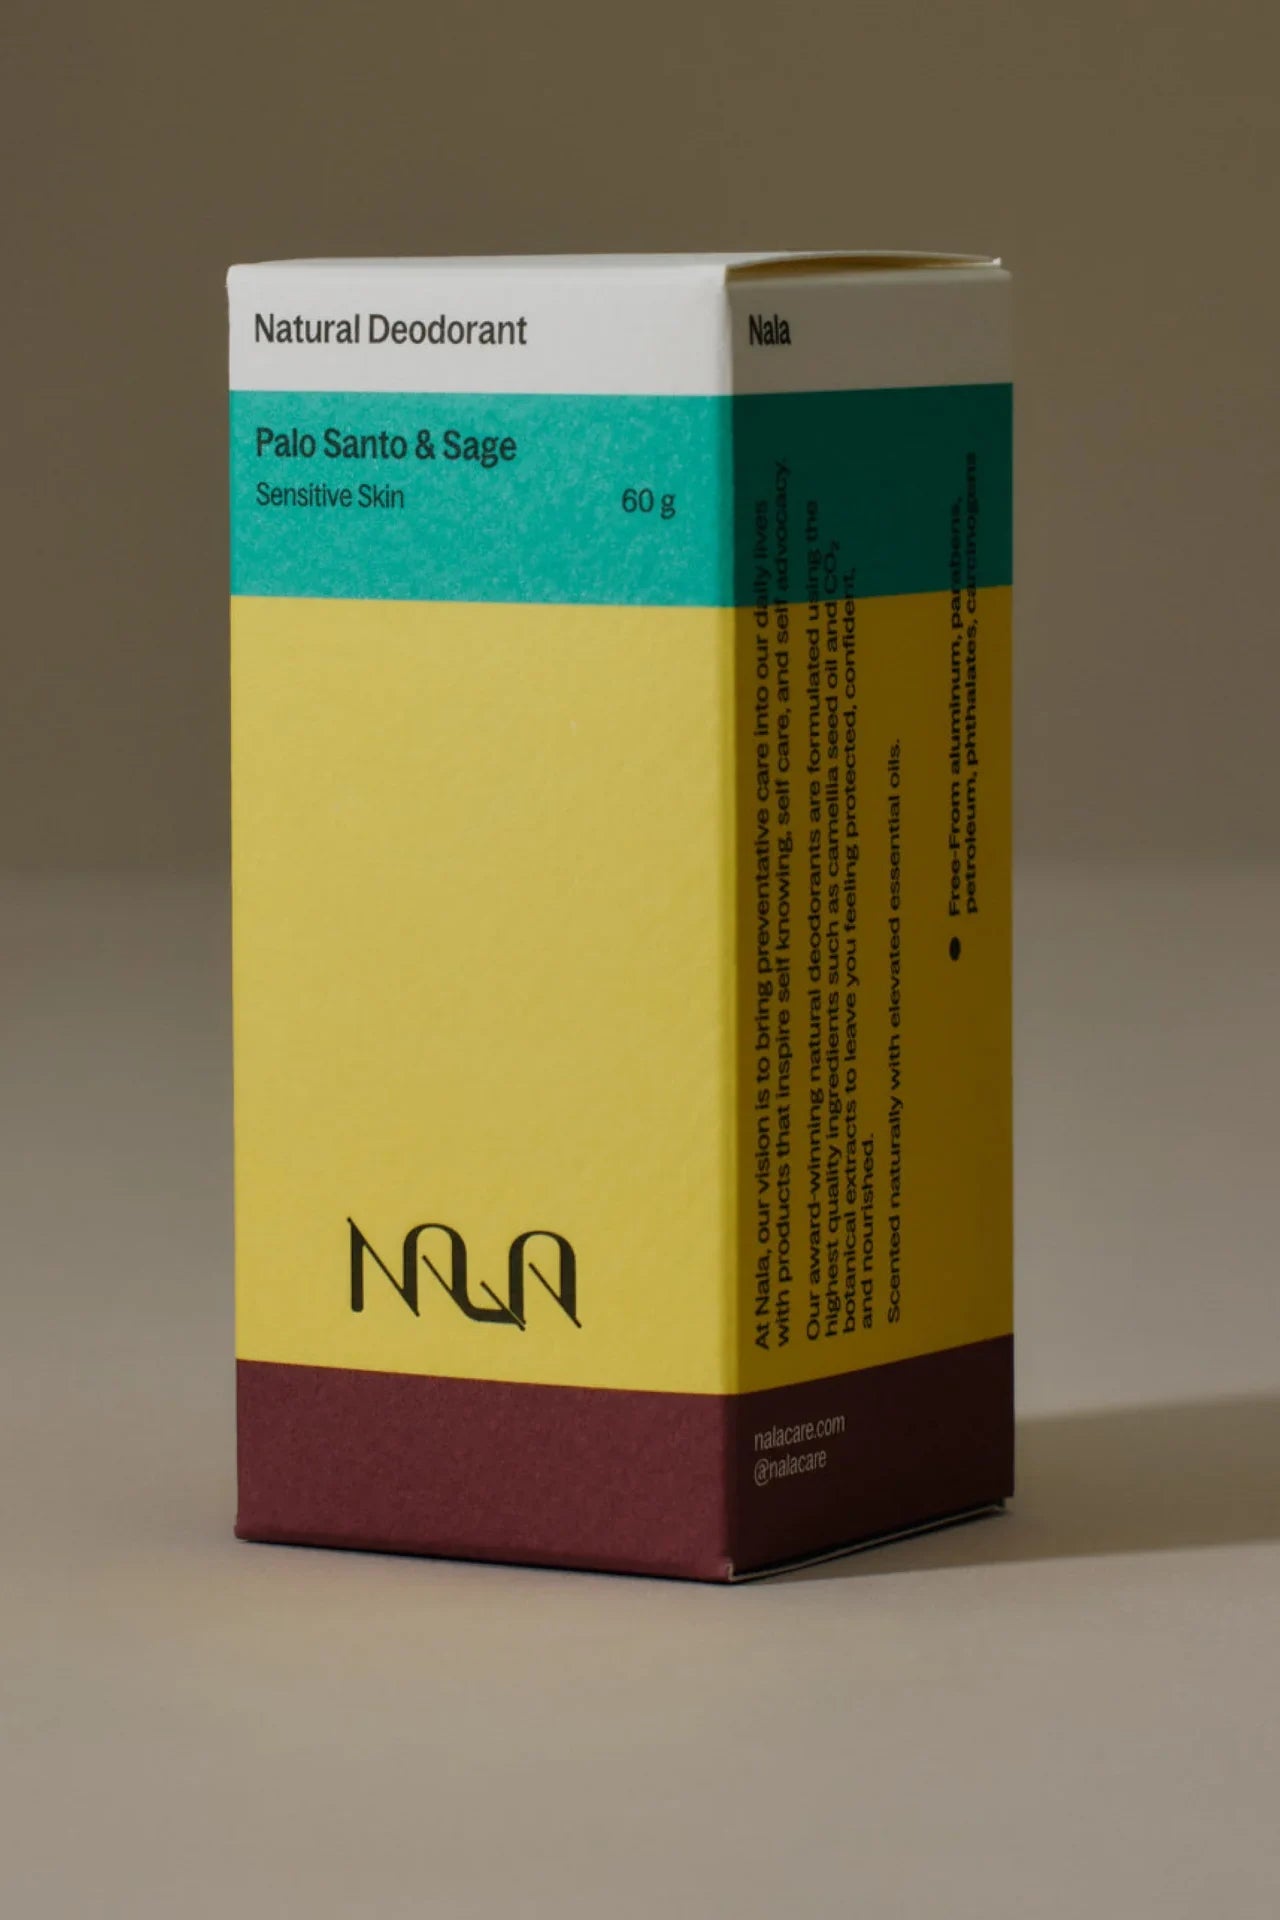 Natural Deodorant
Palo Santo & Sage
Sensitive Skin
60 g
NALA
Nala
At Nala, our vision is to bring preventative care into our daily lives
with products that inspire self knowing, self care, and self advocacy.
Our award-winning natural deodorants are formulated using the
highest quality ingredients such as camellia seed oil and CO₂
botanical extracts to leave you feeling protected, confident,
and nourished.
Scented naturally with elevated essential oils.
● Free-From aluminum, parabens,
petroleum, phthalates, carcinogens
nalacare.com
@nalacare